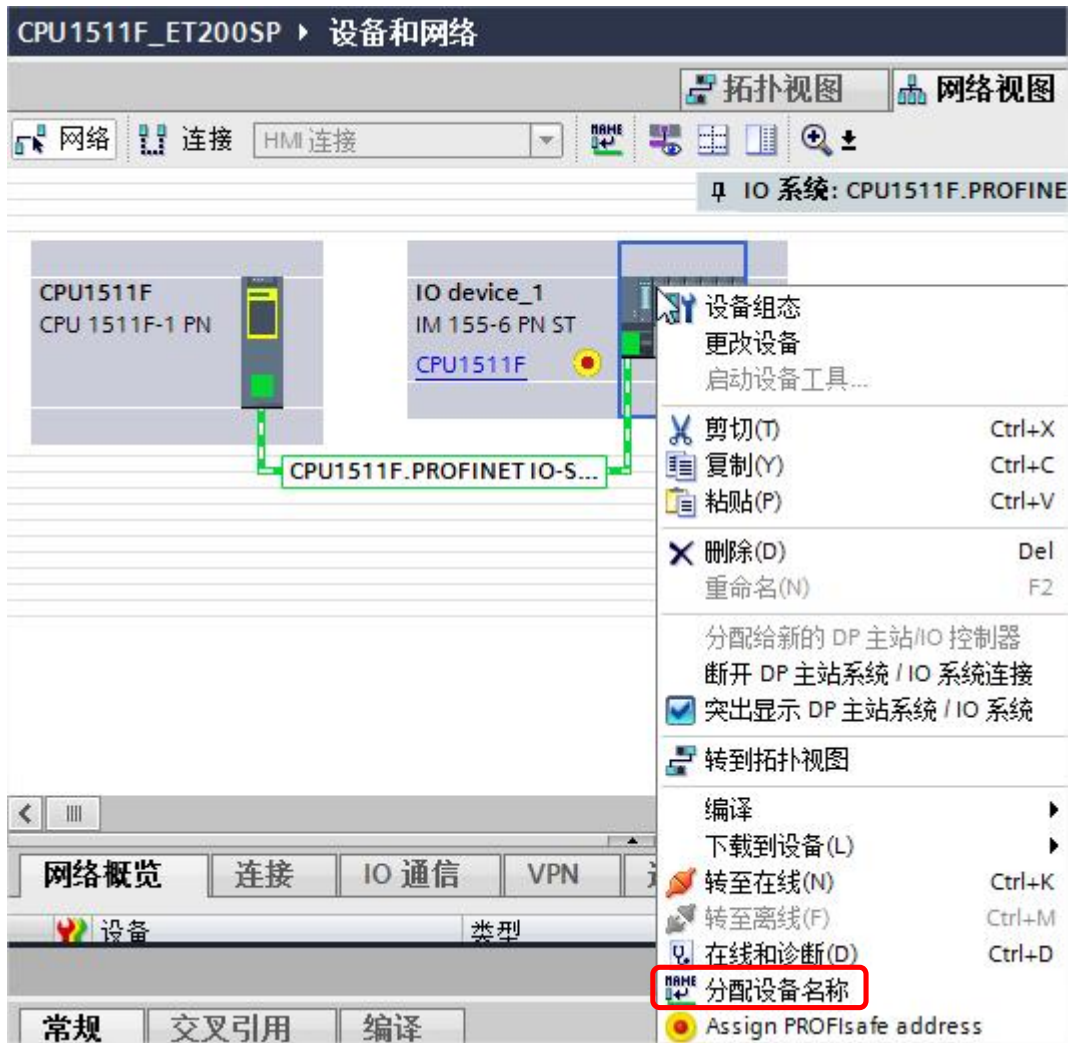 CPU1511F_ET200SP ▸ 设备和网络
拓扑视图 网络视图
网络 连接 HMI 连接 NAME
IO 系统: CPU1511F.PROFINE
CPU1511F
CPU 1511F-1 PN
IO device_1
IM 155-6 PN ST
CPU1511F
CPU1511F.PROFINET IO-S...
设备组态
更改设备
启动设备工具...
剪切(T) Ctrl+X
复制(Y) Ctrl+C
粘贴(P) Ctrl+V
删除(D) Del
重命名(N) F2
分配给新的 DP 主站/IO 控制器
断开 DP 主站系统 / IO 系统连接
突出显示 DP 主站系统 / IO 系统
转到拓扑视图
编译
下载到设备(L)
转至在线(N) Ctrl+K
转至离线(F) Ctrl+M
在线和诊断(D) Ctrl+D
NAME 分配设备名称
Assign PROFIsafe address
网络概览 连接 IO 通信 VPN
设备 类型
常规 交叉引用 编译